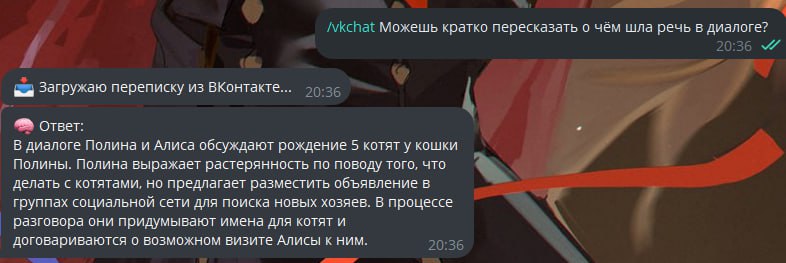 /vkchat Можешь кратко пересказать о чём шла речь в диалоге?
20:36
Загружаю переписку из ВКонтакте... 20:36
Ответ:
В диалоге Полина и Алиса обсуждают рождение 5 котят у кошки
Полины. Полина выражает растерянность по поводу того, что
делать с котятами, но предлагает разместить объявление в
группах социальной сети для поиска новых хозяев. В процессе
разговора они придумывают имена для котят и
договариваются о возможном визите Алисы к ним. 20:36